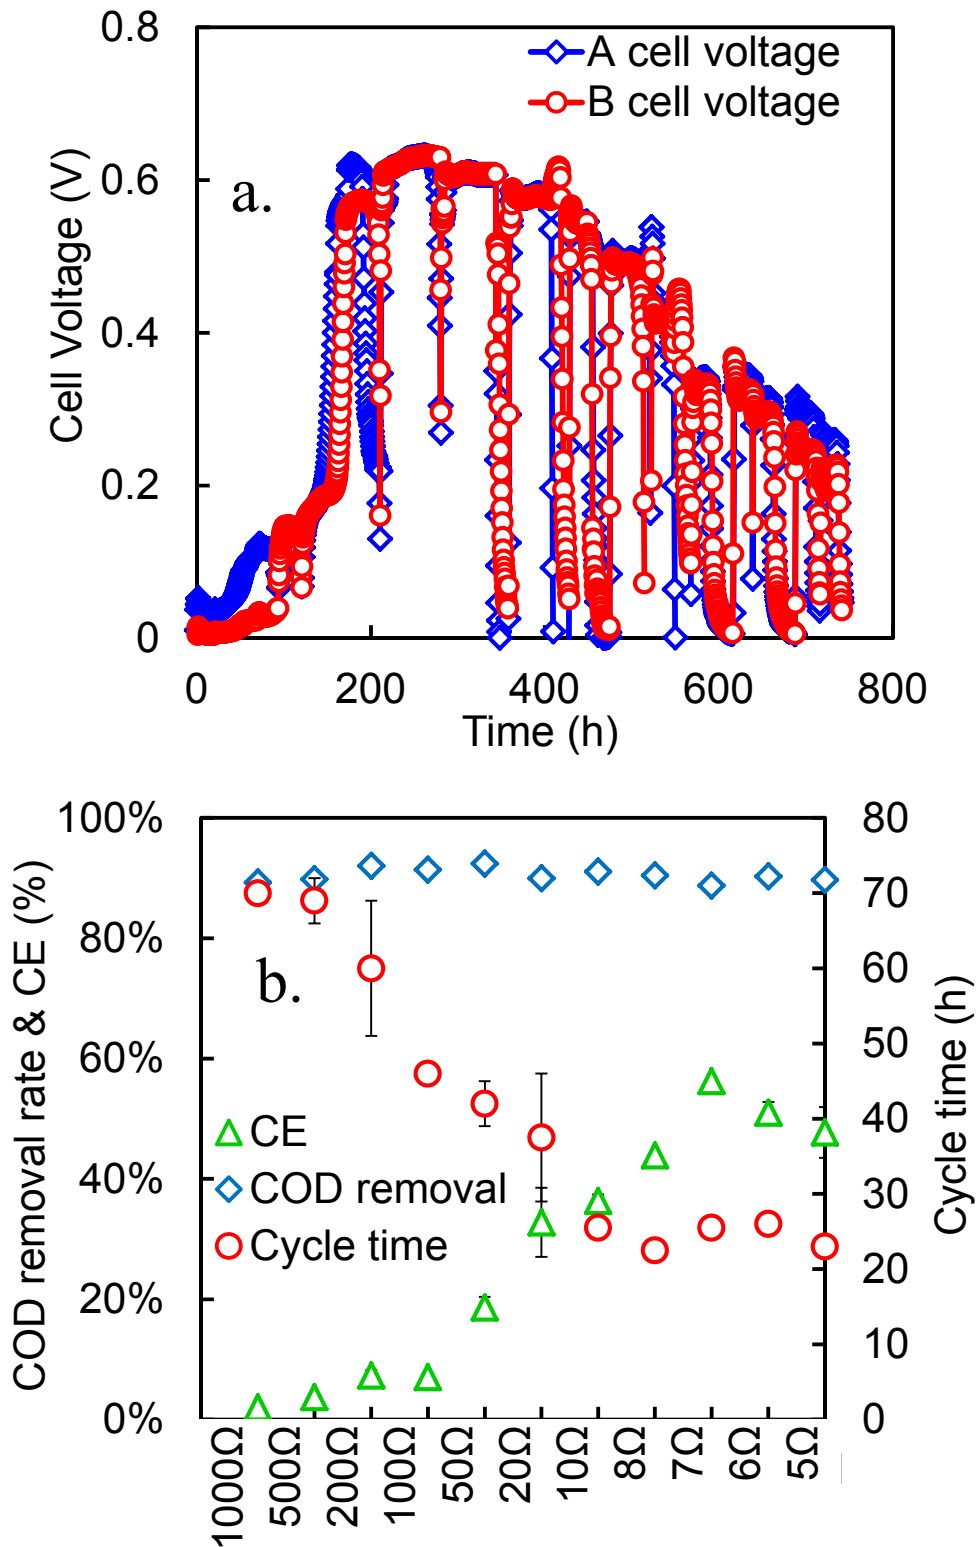 0.8
A cell voltage
B cell voltage
0.6
a.
0.4
0.2
0
Cell Voltage (V)
0 200 400 600 800
Time (h)
100%
80%
60%
40%
20%
0%
COD removal rate & CE (%)
b.
CE
COD removal
Cycle time
80
70
60
50
40
30
20
10
0
Cycle time (h)
1000Ω
500Ω
200Ω
100Ω
50Ω
20Ω
10Ω
8Ω
7Ω
6Ω
5Ω